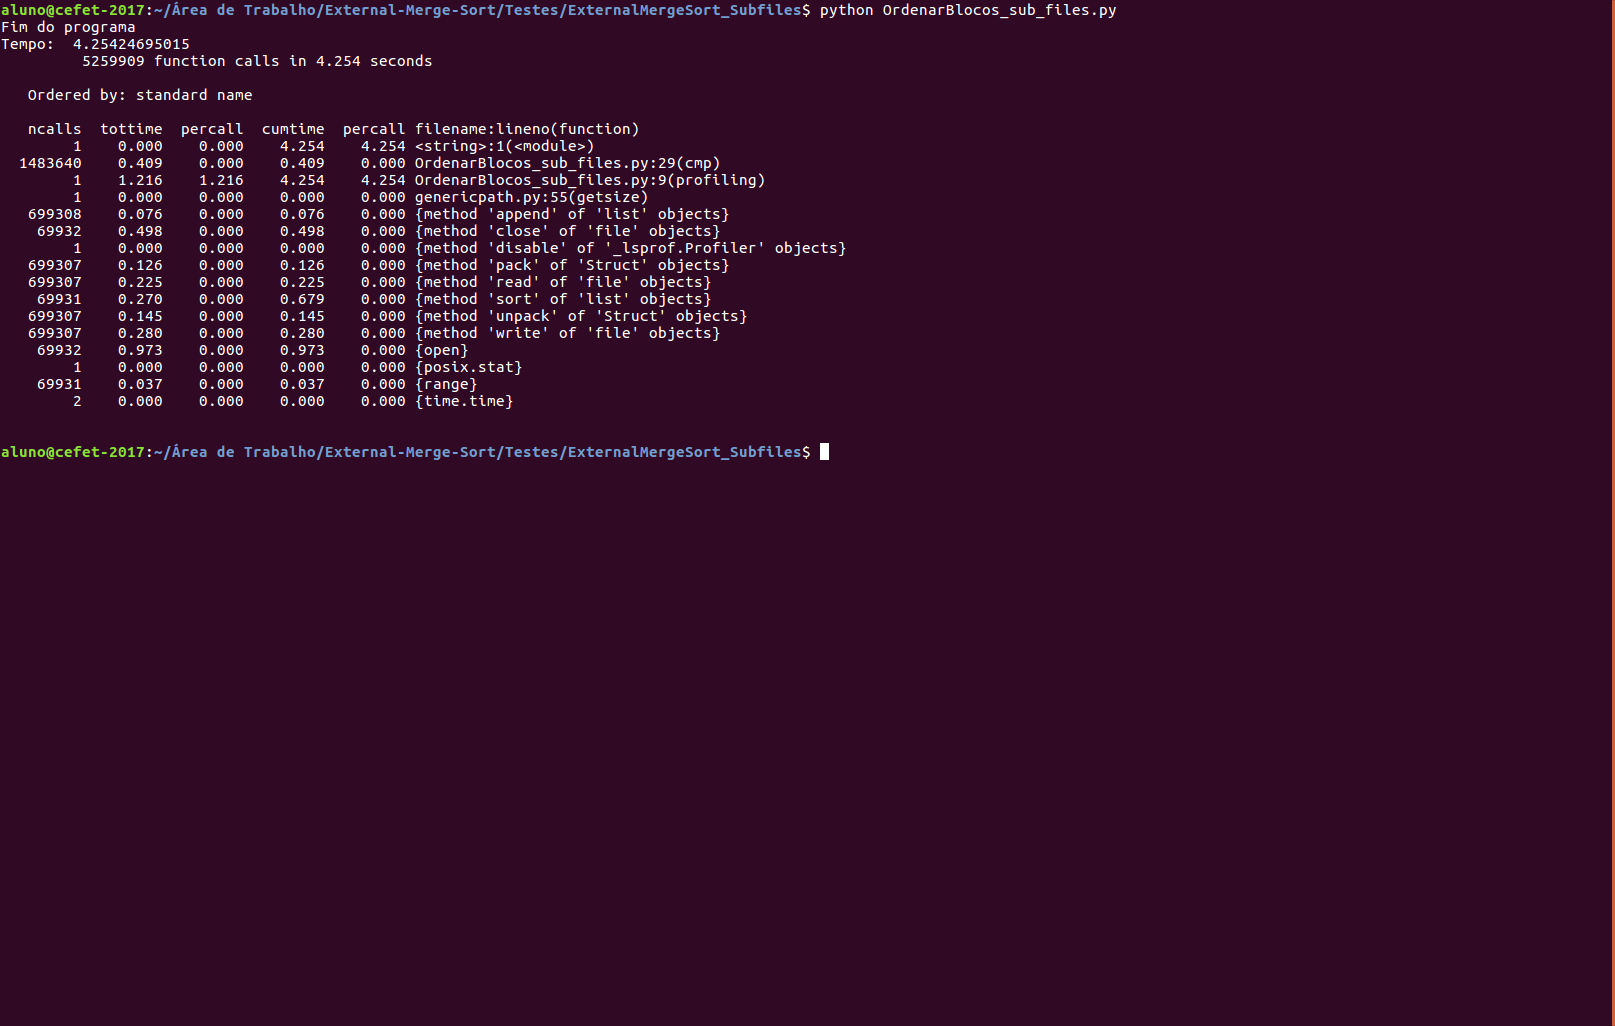 aluno@cefet-2017:~/Área de Trabalho/External-Merge-Sort/Testes/ExternalMergeSort_Subfiles$ python OrdenarBlocos_sub_files.py
Fim do programa
Tempo:  4.25424695015
         5259909 function calls in 4.254 seconds

   Ordered by: standard name

   ncalls  tottime  percall  cumtime  percall filename:lineno(function)
        1    0.000    0.000    4.254    4.254 <string>:1(<module>)
  1483640    0.409    0.000    0.409    0.000 OrdenarBlocos_sub_files.py:29(cmp)
        1    1.216    1.216    4.254    4.254 OrdenarBlocos_sub_files.py:9(profiling)
        1    0.000    0.000    0.000    0.000 genericpath.py:55(getsize)
   699308    0.076    0.000    0.076    0.000 {method 'append' of 'list' objects}
    69932    0.498    0.000    0.498    0.000 {method 'close' of 'file' objects}
        1    0.000    0.000    0.000    0.000 {method 'disable' of '_lsprof.Profiler' objects}
   699307    0.126    0.000    0.126    0.000 {method 'pack' of 'Struct' objects}
   699307    0.225    0.000    0.225    0.000 {method 'read' of 'file' objects}
    69931    0.270    0.000    0.679    0.000 {method 'sort' of 'list' objects}
   699307    0.145    0.000    0.145    0.000 {method 'unpack' of 'Struct' objects}
   699307    0.280    0.000    0.280    0.000 {method 'write' of 'file' objects}
    69932    0.973    0.000    0.973    0.000 {open}
        1    0.000    0.000    0.000    0.000 {posix.stat}
    69931    0.037    0.000    0.037    0.000 {range}
        2    0.000    0.000    0.000    0.000 {time.time}

aluno@cefet-2017:~/Área de Trabalho/External-Merge-Sort/Testes/ExternalMergeSort_Subfiles$